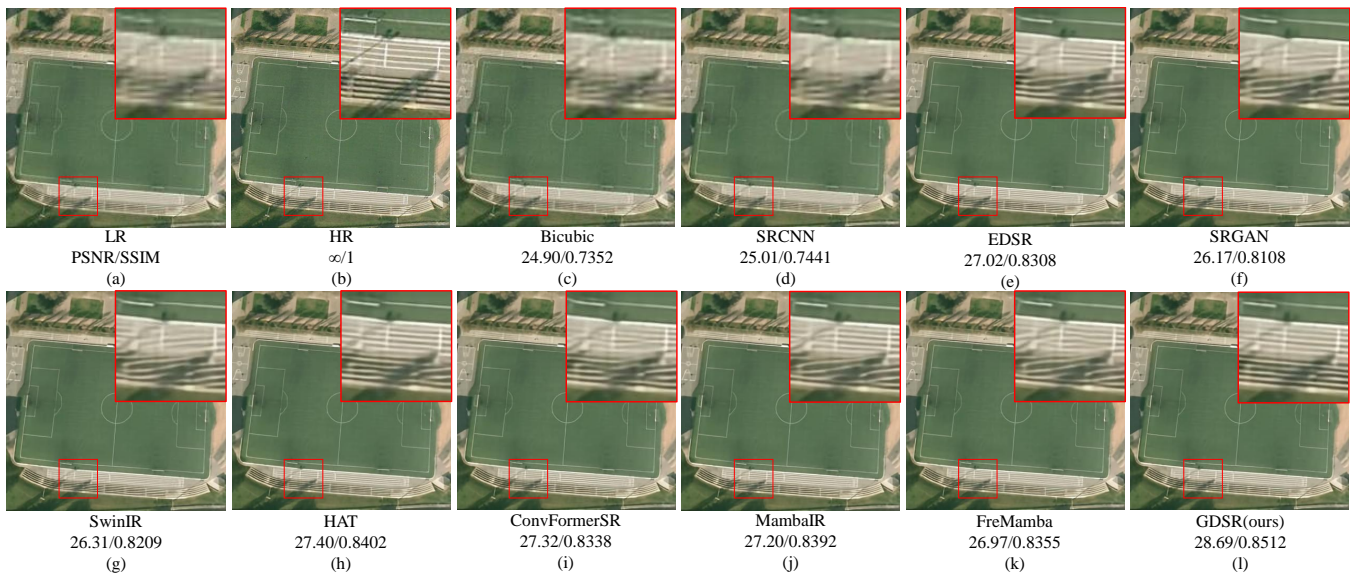 LR
PSNR/SSIM
(a)
HR
∞/1
(b)
Bicubic
24.90/0.7352
(c)
SRCNN
25.01/0.7441
(d)
EDSR
27.02/0.8308
(e)
SRGAN
26.17/0.8108
(f)
SwinIR
26.31/0.8209
(g)
HAT
27.40/0.8402
(h)
ConvFormerSR
27.32/0.8338
(i)
MambaIR
27.20/0.8392
(j)
FreMamba
26.97/0.8355
(k)
GDSR(ours)
28.69/0.8512
(l)